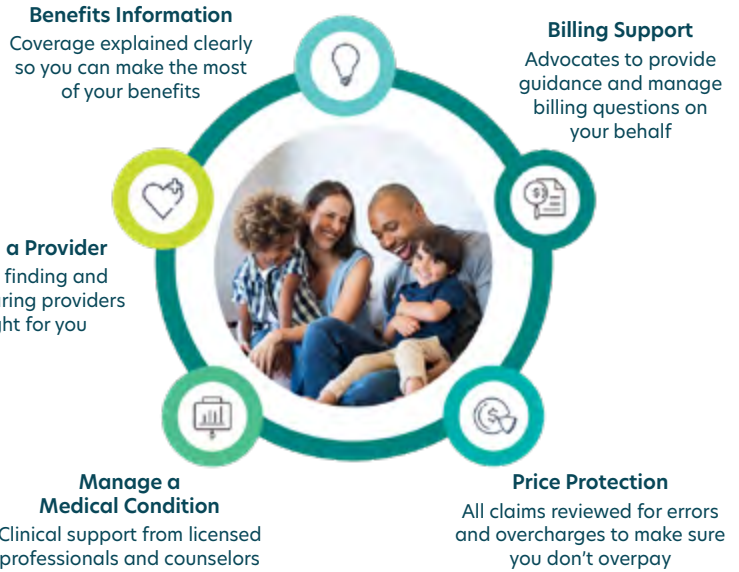 Benefits Information
Coverage explained clearly
so you can make the most
of your benefits
Billing Support
Advocates to provide
guidance and manage
billing questions on
your behalf
a Provider
finding and
ring providers
ht for you
Manage a
Medical Condition
Clinical support from licensed
professionals and counselors
Price Protection
All claims reviewed for errors
and overcharges to make sure
you don't overpay